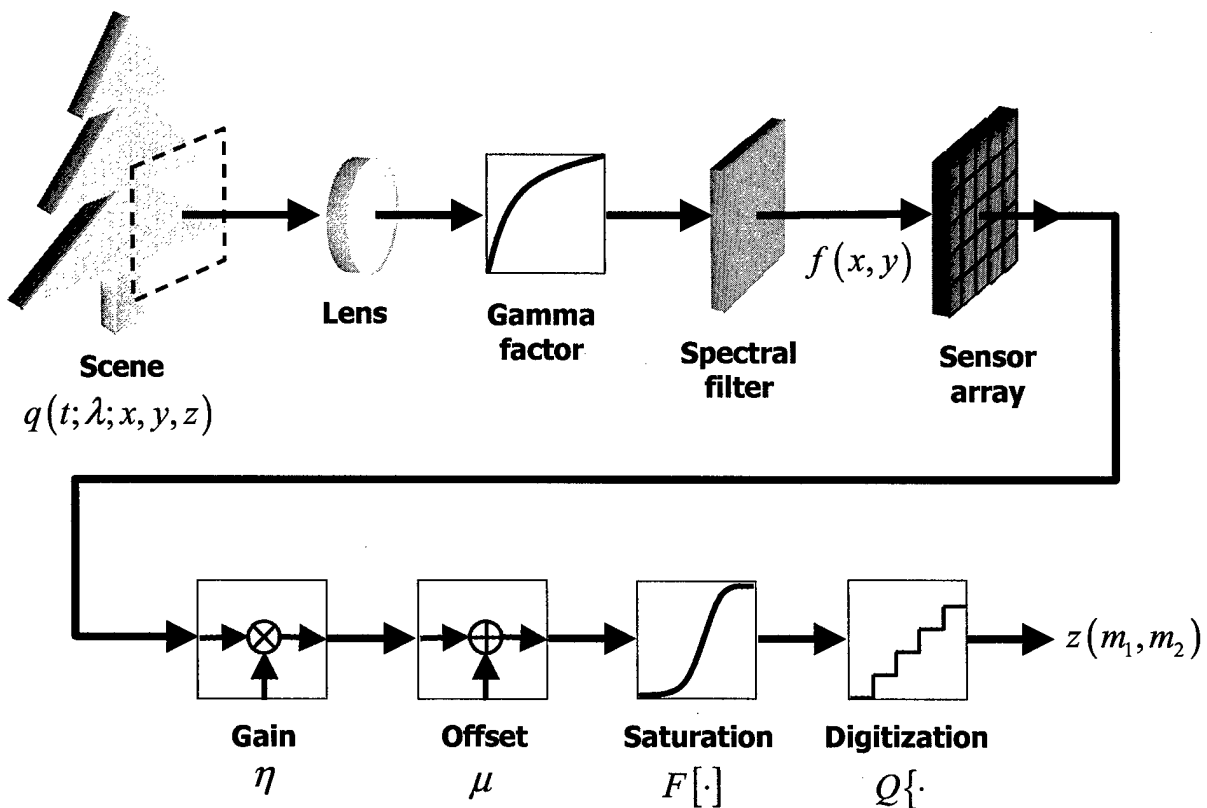 Scene
q(t;λ;x,y,z)
Lens
Gamma
factor
Spectral
filter
f(x,y)
Sensor
array
Gain
η
Offset
μ
Saturation
F[·]
Digitization
Q{·
z(m₁,m₂)